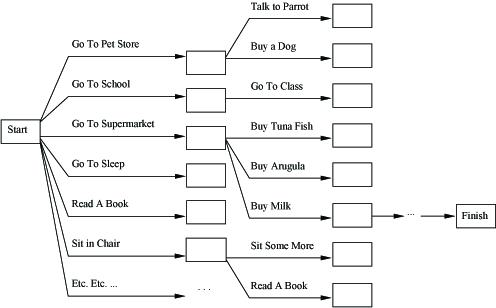 Talk to Parrot
Go To Pet Store
Buy a Dog
Go To School
Go To Class
Start
Go To Supermarket
Buy Tuna Fish
Go To Sleep
Buy Arugula
Read A Book
Buy Milk
...
Finish
Sit in Chair
Sit Some More
Etc. Etc. ...
. . .
Read A Book